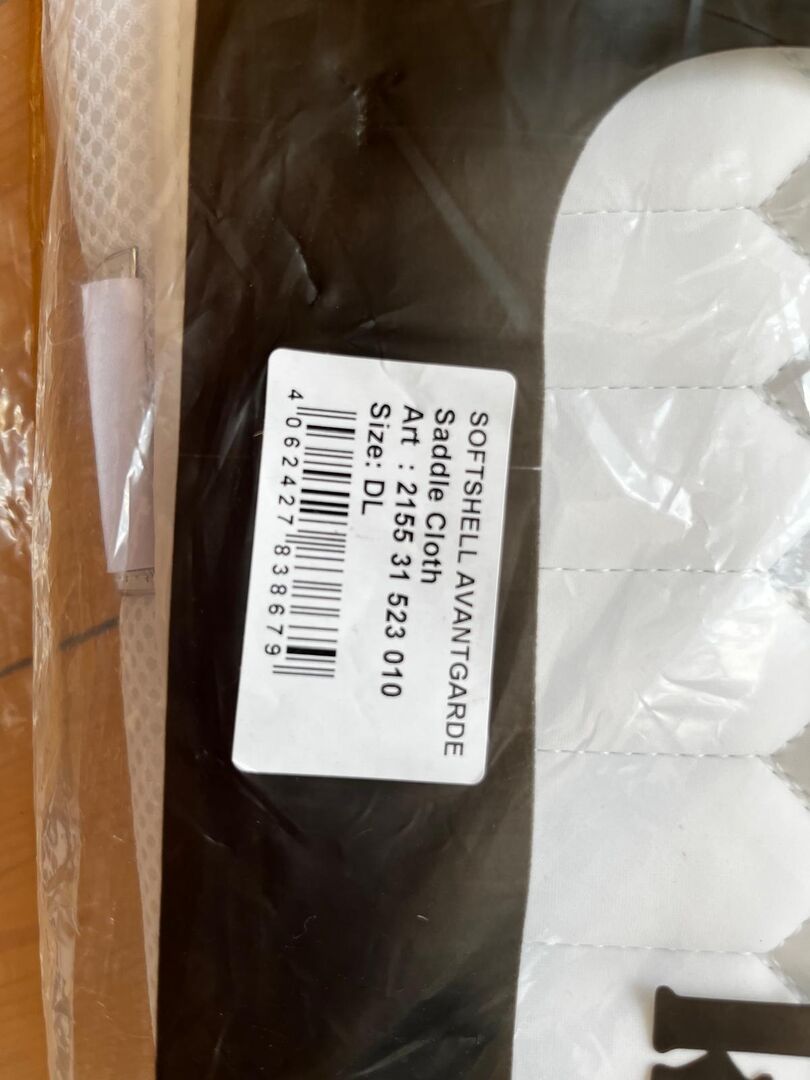 SOFTSHELL AVANTGARDE
Saddle Cloth
Art : 2155 31 523 010
Size: DL
4 062427 838679